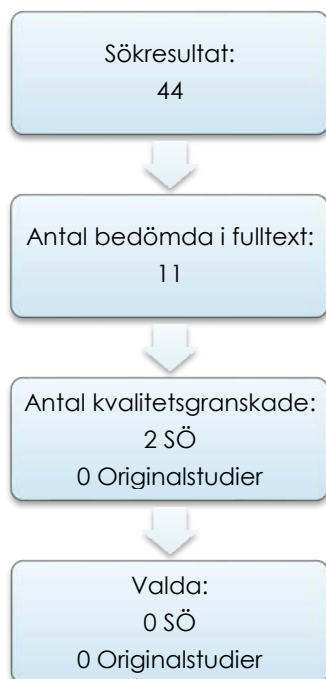 Sökresultat:
44
Antal bedömda i fulltext:
11
Antal kvalitetsgranskade:
2 SÖ
0 Originalstudier
Valda:
0 SÖ
0 Originalstudier